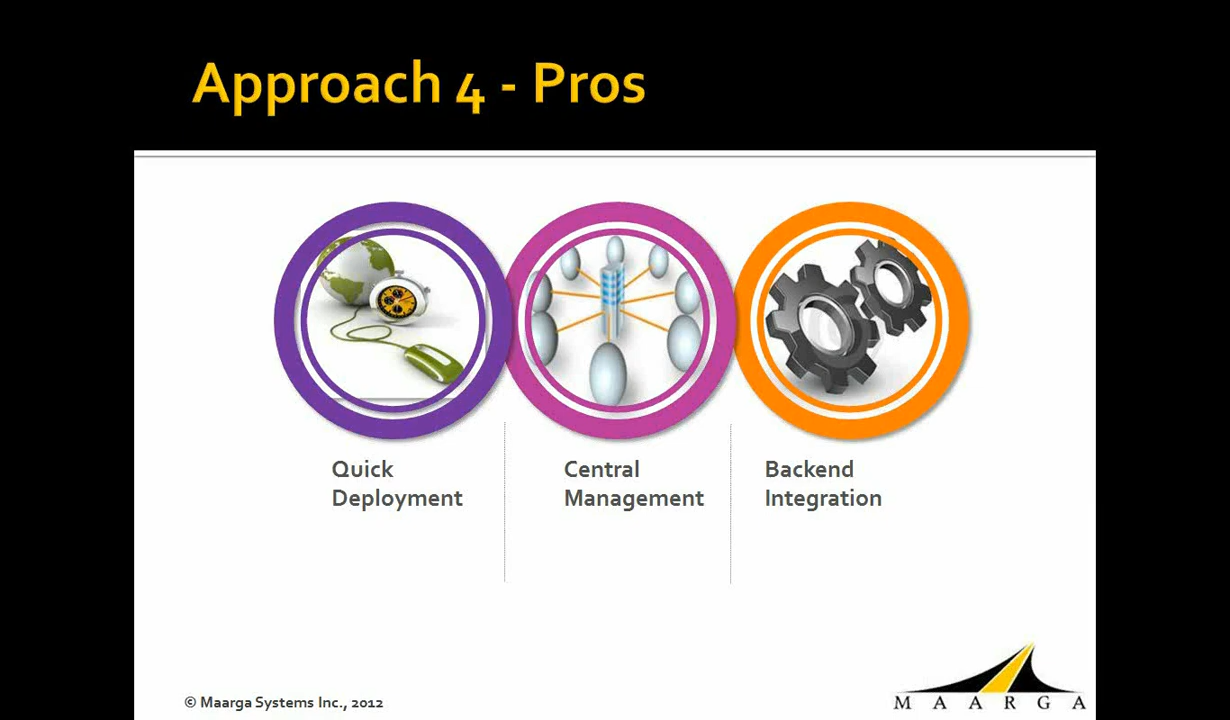 Approach 4 - Pros
Quick
Deployment
Central
Management
Backend
Integration
© Maarga Systems Inc., 2012
MAARGA